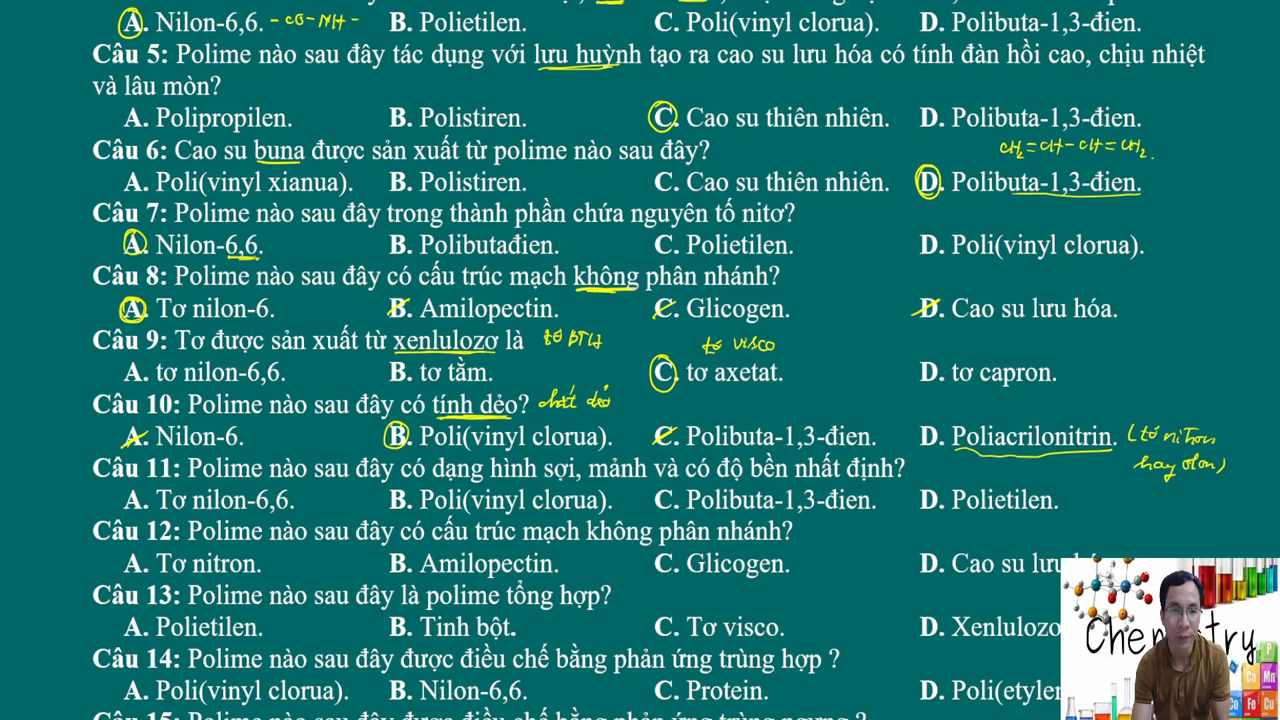 A. Nilon-6,6. - CO - NH - B. Polietilen. C. Poli(vinyl clorua). D. Polibuta-1,3-đien.
Câu 5: Polime nào sau đây tác dụng với lưu huỳnh tạo ra cao su lưu hóa có tính đàn hồi cao, chịu nhiệt
và lâu mòn?
A. Polipropilen. B. Polistiren. C. Cao su thiên nhiên. D. Polibuta-1,3-đien.
Câu 6: Cao su buna được sản xuất từ polime nào sau đây? CH2 = CH - CH = CH2.
A. Poli(vinyl xianua). B. Polistiren. C. Cao su thiên nhiên. D. Polibuta-1,3-đien.
Câu 7: Polime nào sau đây trong thành phần chứa nguyên tố nitơ?
A. Nilon-6,6. B. Polibutađien. C. Polietilen. D. Poli(vinyl clorua).
Câu 8: Polime nào sau đây có cấu trúc mạch không phân nhánh?
A. Tơ nilon-6. B. Amilopectin. C. Glicogen. D. Cao su lưu hóa.
Câu 9: Tơ được sản xuất từ xenlulozơ là tơ BTH tơ visco
A. tơ nilon-6,6. B. tơ tằm. C. tơ axetat. D. tơ capron.
Câu 10: Polime nào sau đây có tính dẻo? chất dẻo
A. Nilon-6. B. Poli(vinyl clorua). C. Polibuta-1,3-đien. D. Poliacrilonitrin. (tơ nitron
hay olon)
Câu 11: Polime nào sau đây có dạng hình sợi, mảnh và có độ bền nhất định?
A. Tơ nilon-6,6. B. Poli(vinyl clorua). C. Polibuta-1,3-đien. D. Polietilen.
Câu 12: Polime nào sau đây có cấu trúc mạch không phân nhánh?
A. Tơ nitron. B. Amilopectin. C. Glicogen. D. Cao su lưu
Câu 13: Polime nào sau đây là polime tổng hợp?
A. Polietilen. B. Tinh bột. C. Tơ visco. D. Xenlulozo
Chemistry
Câu 14: Polime nào sau đây được điều chế bằng phản ứng trùng hợp ?
A. Poli(vinyl clorua). B. Nilon-6,6. C. Protein. D. Poli(etylen